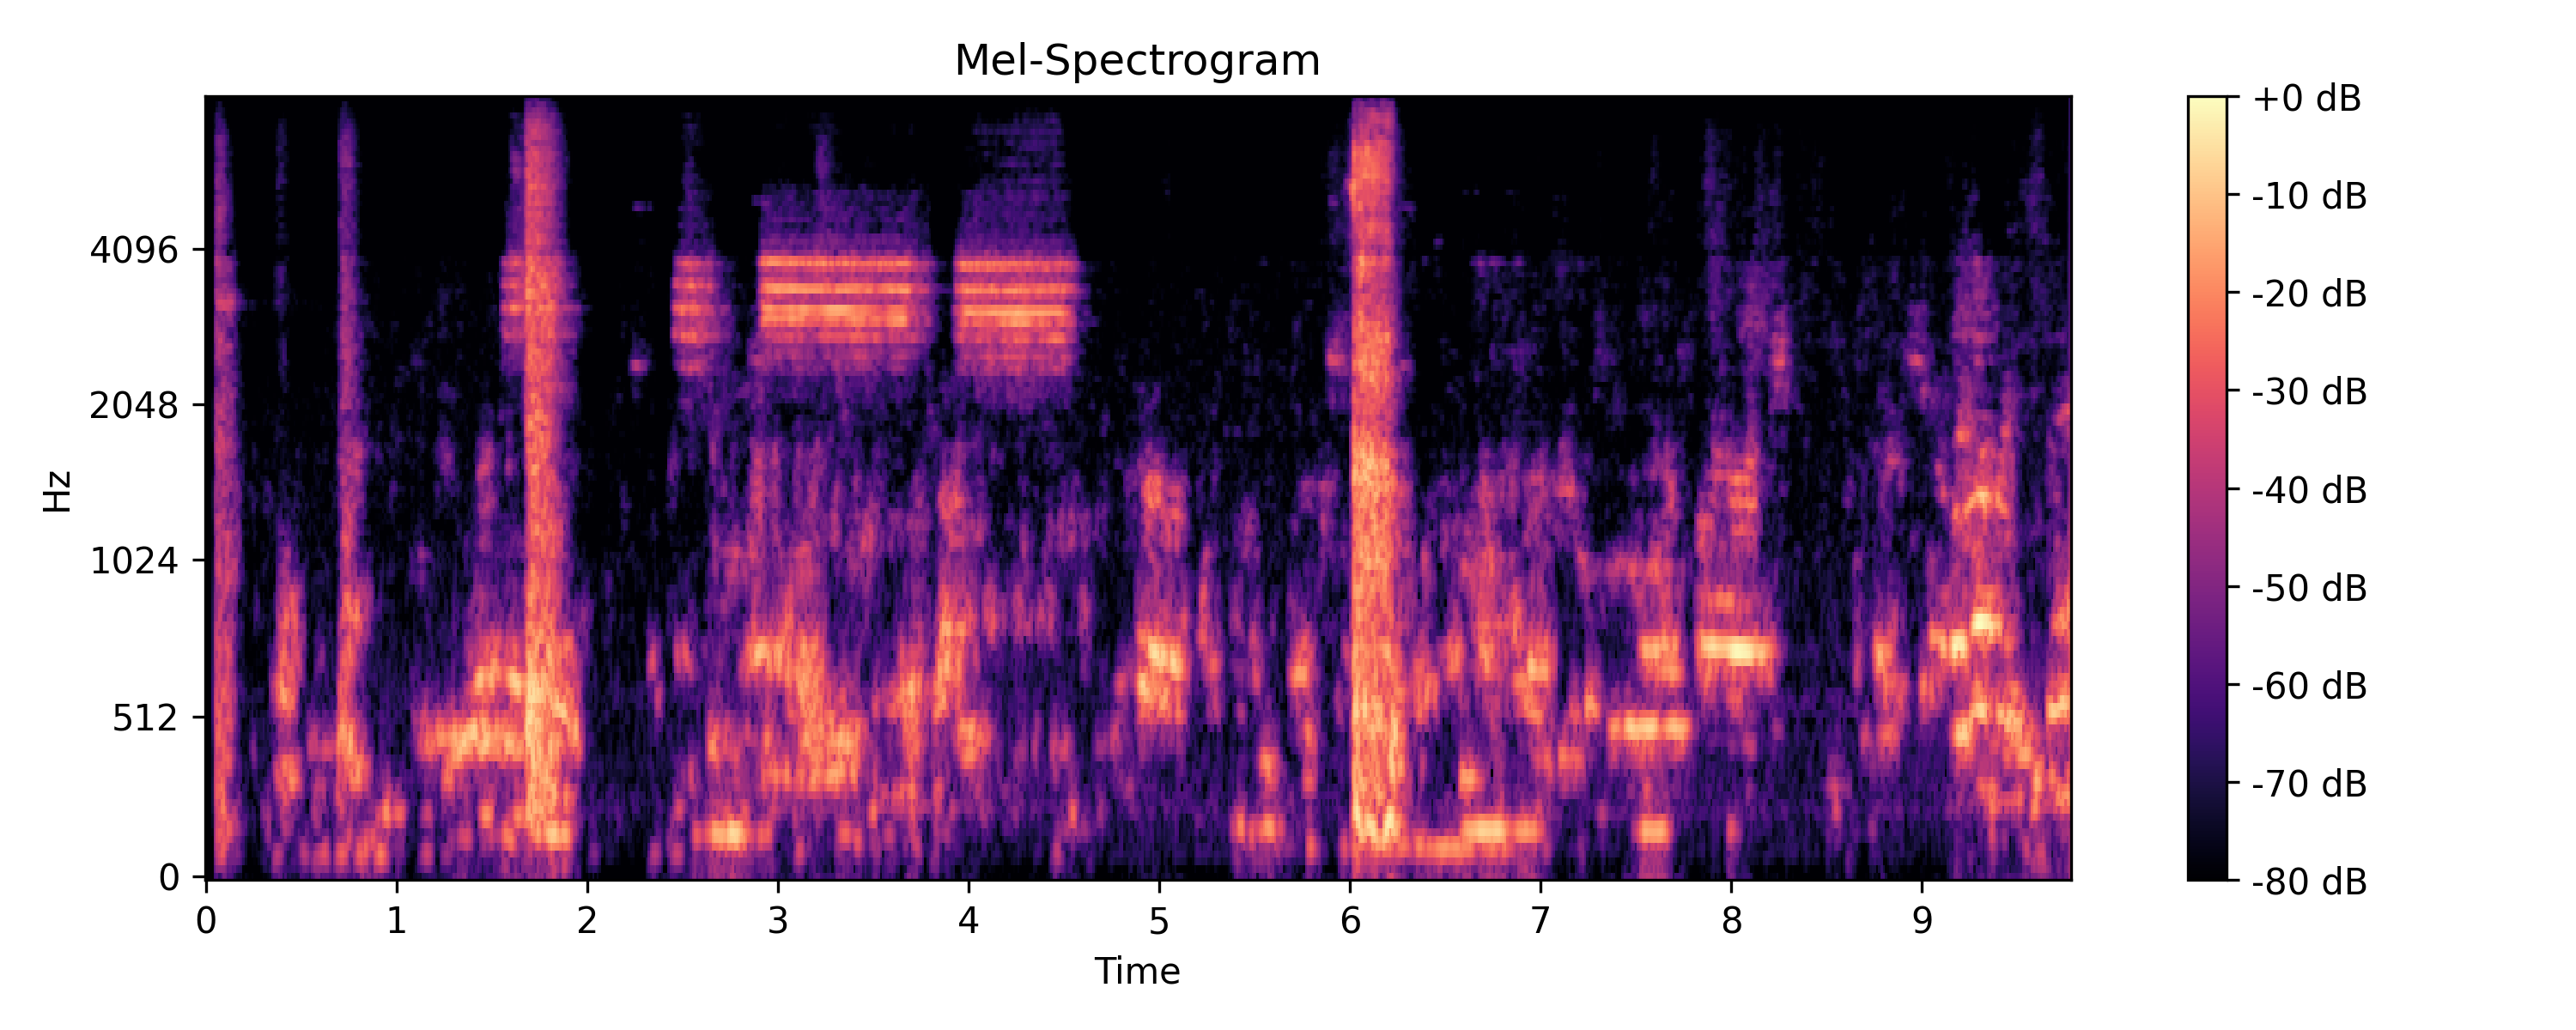 Mel-Spectrogram
+0 dB
-10 dB
-20 dB
-30 dB
-40 dB
-50 dB
-60 dB
-70 dB
-80 dB
Hz
4096
2048
1024
512
0
0 1 2 3 4 5 6 7 8 9
Time